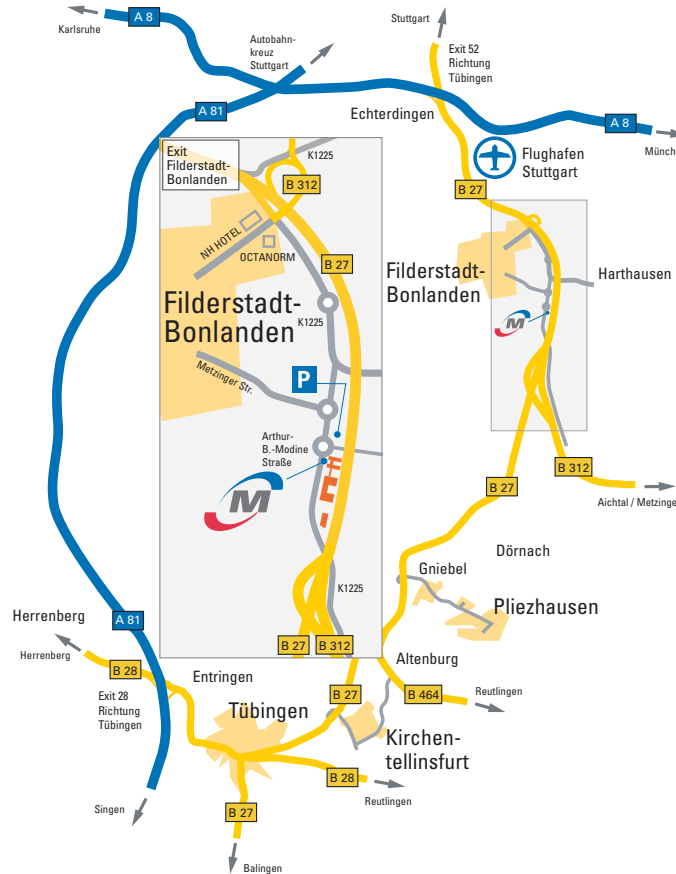 Stuttgart
Karlsruhe
A 8
Autobahn-
kreuz
Stuttgart
Exit 52
Richtung
Tübingen
A 81
Echterdingen
A 8
Münch
Exit
Filderstadt-
Bonlanden
K1225
B 312
Flughafen
Stuttgart
B 27
NH HOTEL
OCTANORM
B 27
Filderstadt-
Bonlanden
Harthausen
Filderstadt-
Bonlanden
K1225
M
Metzinger Str.
P
Arthur-
B.-Modine
Straße
M
B 312
B 27
Aichtal / Metzinge
Dörnach
Gniebel
K1225
Pliezhausen
Herrenberg
A 81
B 27
B 312
Herrenberg
B 28
Entringen
Altenburg
Exit 28
Richtung
Tübingen
B 27
B 464
Reutlingen
Tübingen
Kirchen-
tellinsfurt
B 28
Singen
B 27
Reutlingen
Balingen